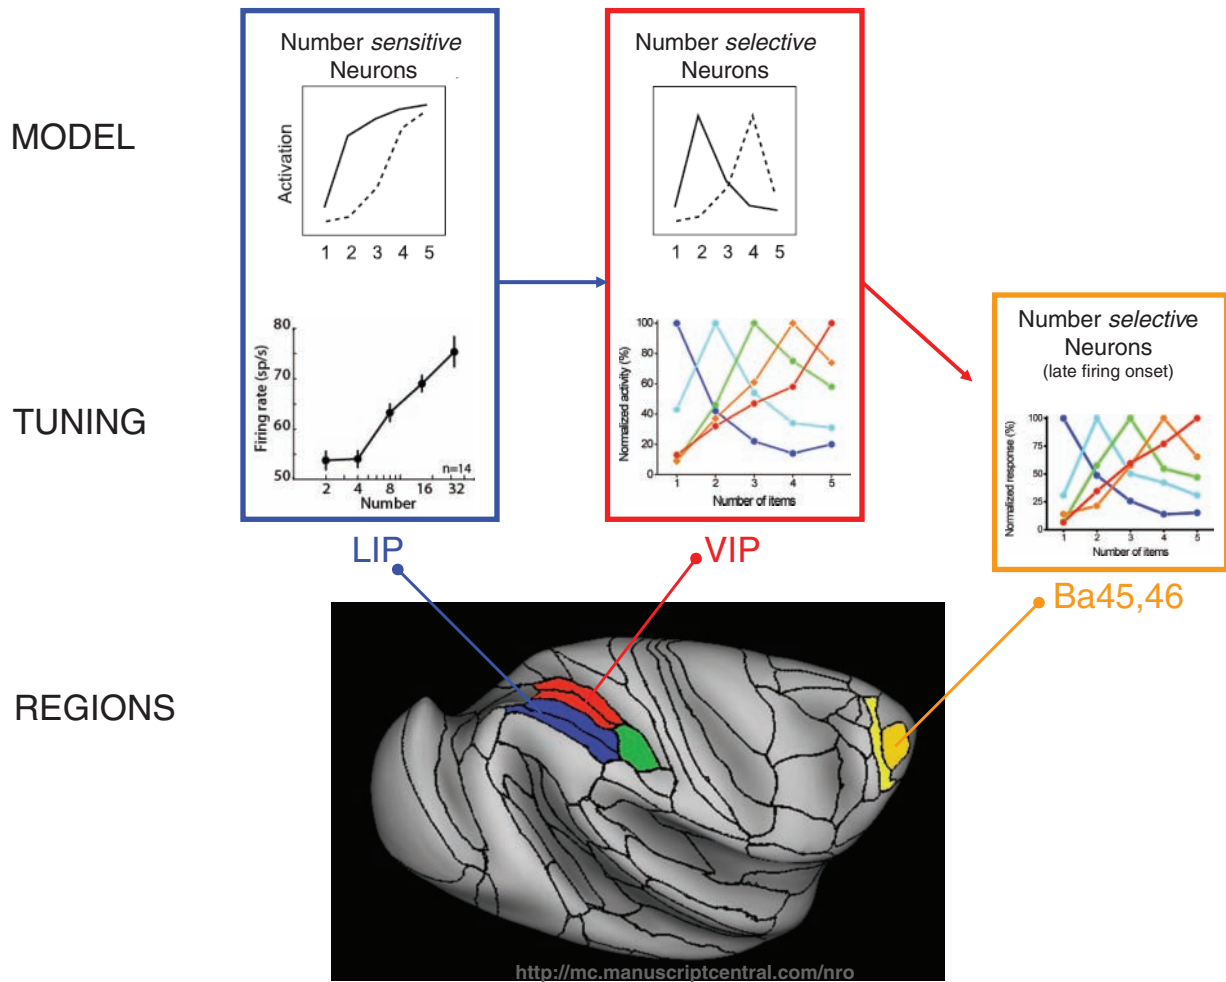 MODEL
Number sensitive
Neurons
Activation
1 2 3 4 5
Number selective
Neurons
1 2 3 4 5
TUNING
Firing rate (sp/s)
80
70
60
50
n=14
2 4 8 16 32
Number
Normalized activity (%)
100
80
60
40
20
0
1 2 3 4 5
Number of items
Number selective
Neurons
(late firing onset)
Normalized response (%)
100
75
50
25
0
1 2 3 4 5
Number of items
LIP
VIP
Ba45,46
REGIONS
http://mc.manuscriptcentral.com/nro